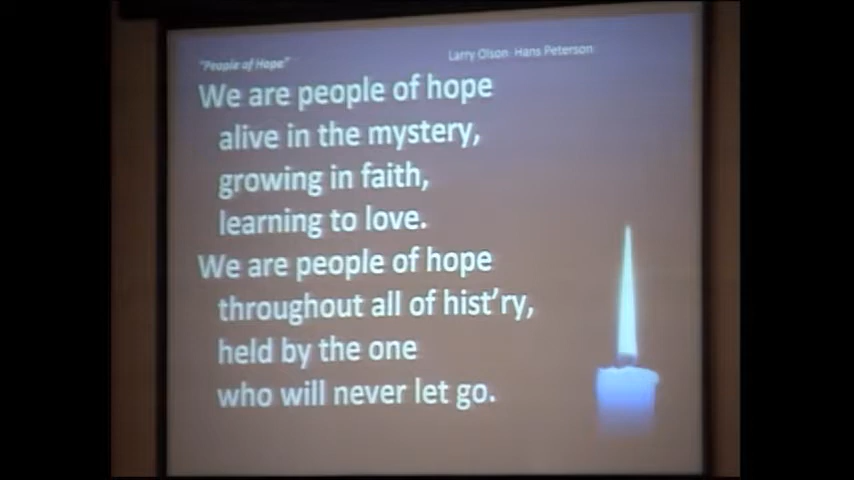 "People of Hope" Larry Olson Hans Peterson
We are people of hope
alive in the mystery,
growing in faith,
learning to love.
We are people of hope
throughout all of hist'ry,
held by the one
who will never let go.